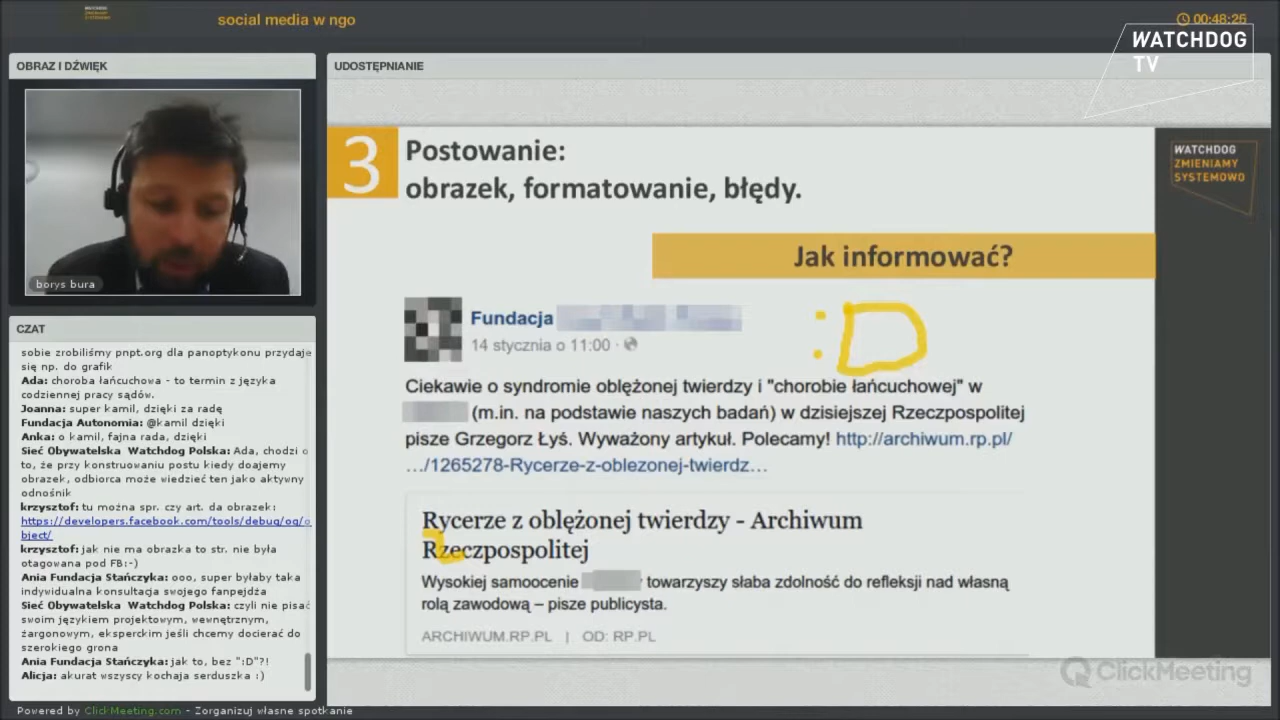 WATCHDOG
ZMIENIAMY
SYSTEMOWO
social media w ngo
00:48:26
WATCHDOG
TV
OBRAZ I DŹWIĘK
borys bura
CZAT
sobie zrobiliśmy pnpt.org dla panoptykonu przydaje
się np. do grafik
Ada: choroba łańcuchowa - to termin z języka
codziennej pracy sądów.
Joanna: super kamil, dzięki za radę
Fundacja Autonomia: @kamil dzięki
Anka: o kamil, fajna rada, dzięki
Sieć Obywatelska Watchdog Polska: Ada, chodzi o
to, że przy konstruowaniu postu kiedy doajemy
obrazek, odbiorca może wiedzieć ten jako aktywny
odnośnik
krzysztof: tu można spr. czy art. da obrazek:
https://developers.facebook.com/tools/debug/og/o
bject/
krzysztof: jak nie ma obrazka to str. nie była
otagowana pod FB:-)
Ania Fundacja Stańczyka: ooo, super byłaby taka
indywidualna konsultacja swojego fanpejdża
Sieć Obywatelska Watchdog Polska: czyli nie pisać
swoim językiem projektowym, wewnętrznym,
żargonowym, eksperckim jeśli chcemy docierać do
szerokiego grona
Ania Fundacja Stańczyka: jak to, bez ":D"?!
Alicja: akurat wszyscy kochaja serduszka :)
UDOSTĘPNIANIE
3
Postowanie:
obrazek, formatowanie, błędy.
WATCHDOG
ZMIENIAMY
SYSTEMOWO
Jak informować?
:D
Fundacja
14 stycznia o 11:00 ·
Ciekawie o syndromie oblężonej twierdzy i "chorobie łańcuchowej" w
(m.in. na podstawie naszych badań) w dzisiejszej Rzeczpospolitej
pisze Grzegorz Łyś. Wyważony artykuł. Polecamy! http://archiwum.rp.pl/
…/1265278-Rycerze-z-oblezonej-twierdz…
Rycerze z oblężonej twierdzy - Archiwum
Rzeczpospolitej
Wysokiej samoocenie towarzyszy słaba zdolność do refleksji nad własną
rolą zawodową – pisze publicysta.
ARCHIWUM.RP.PL | OD: RP.PL
ClickMeeting
Powered by ClickMeeting.com - Zorganizuj własne spotkanie